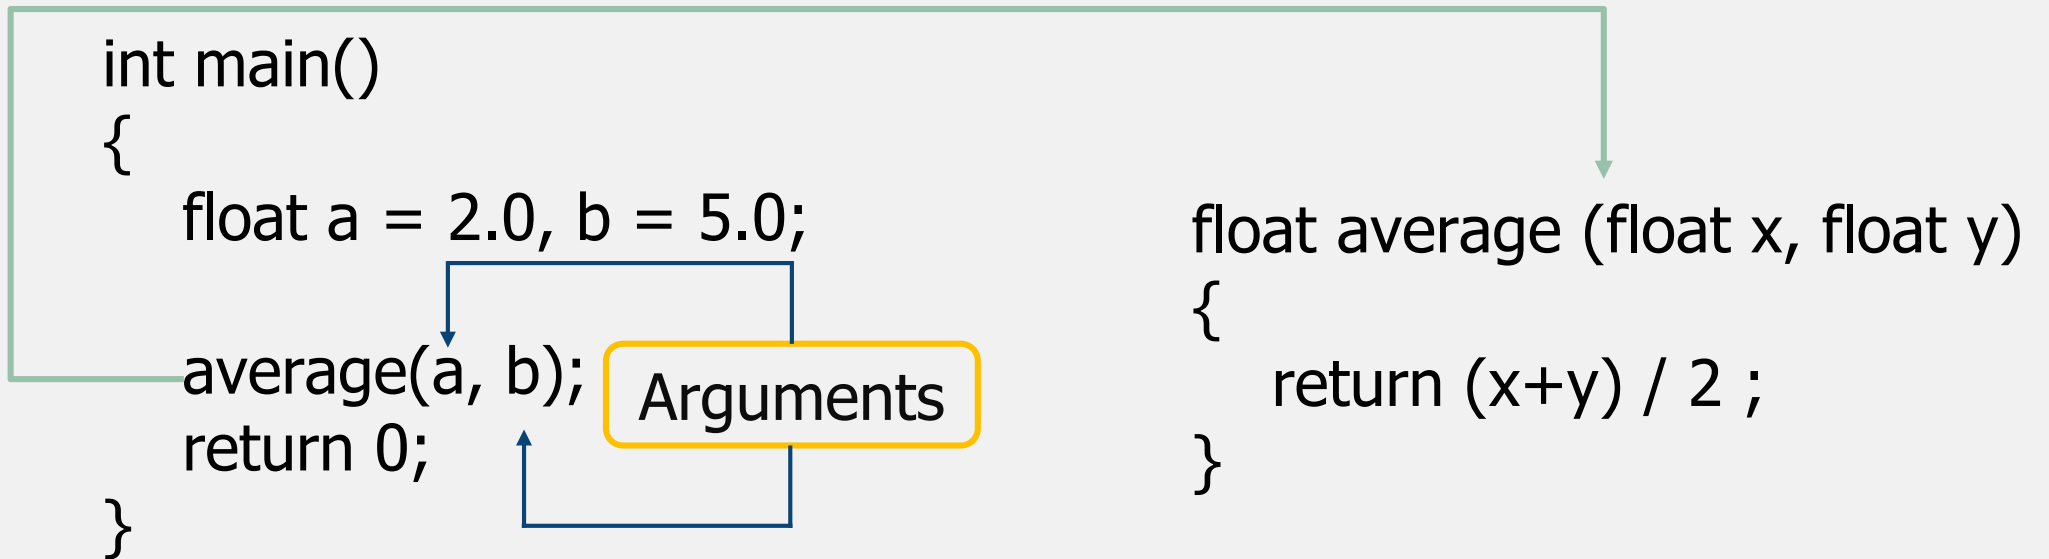 int main()
{
float a = 2.0, b = 5.0;
average(a, b);
Arguments
return 0;
}
float average (float x, float y)
{
return (x+y) / 2 ;
}